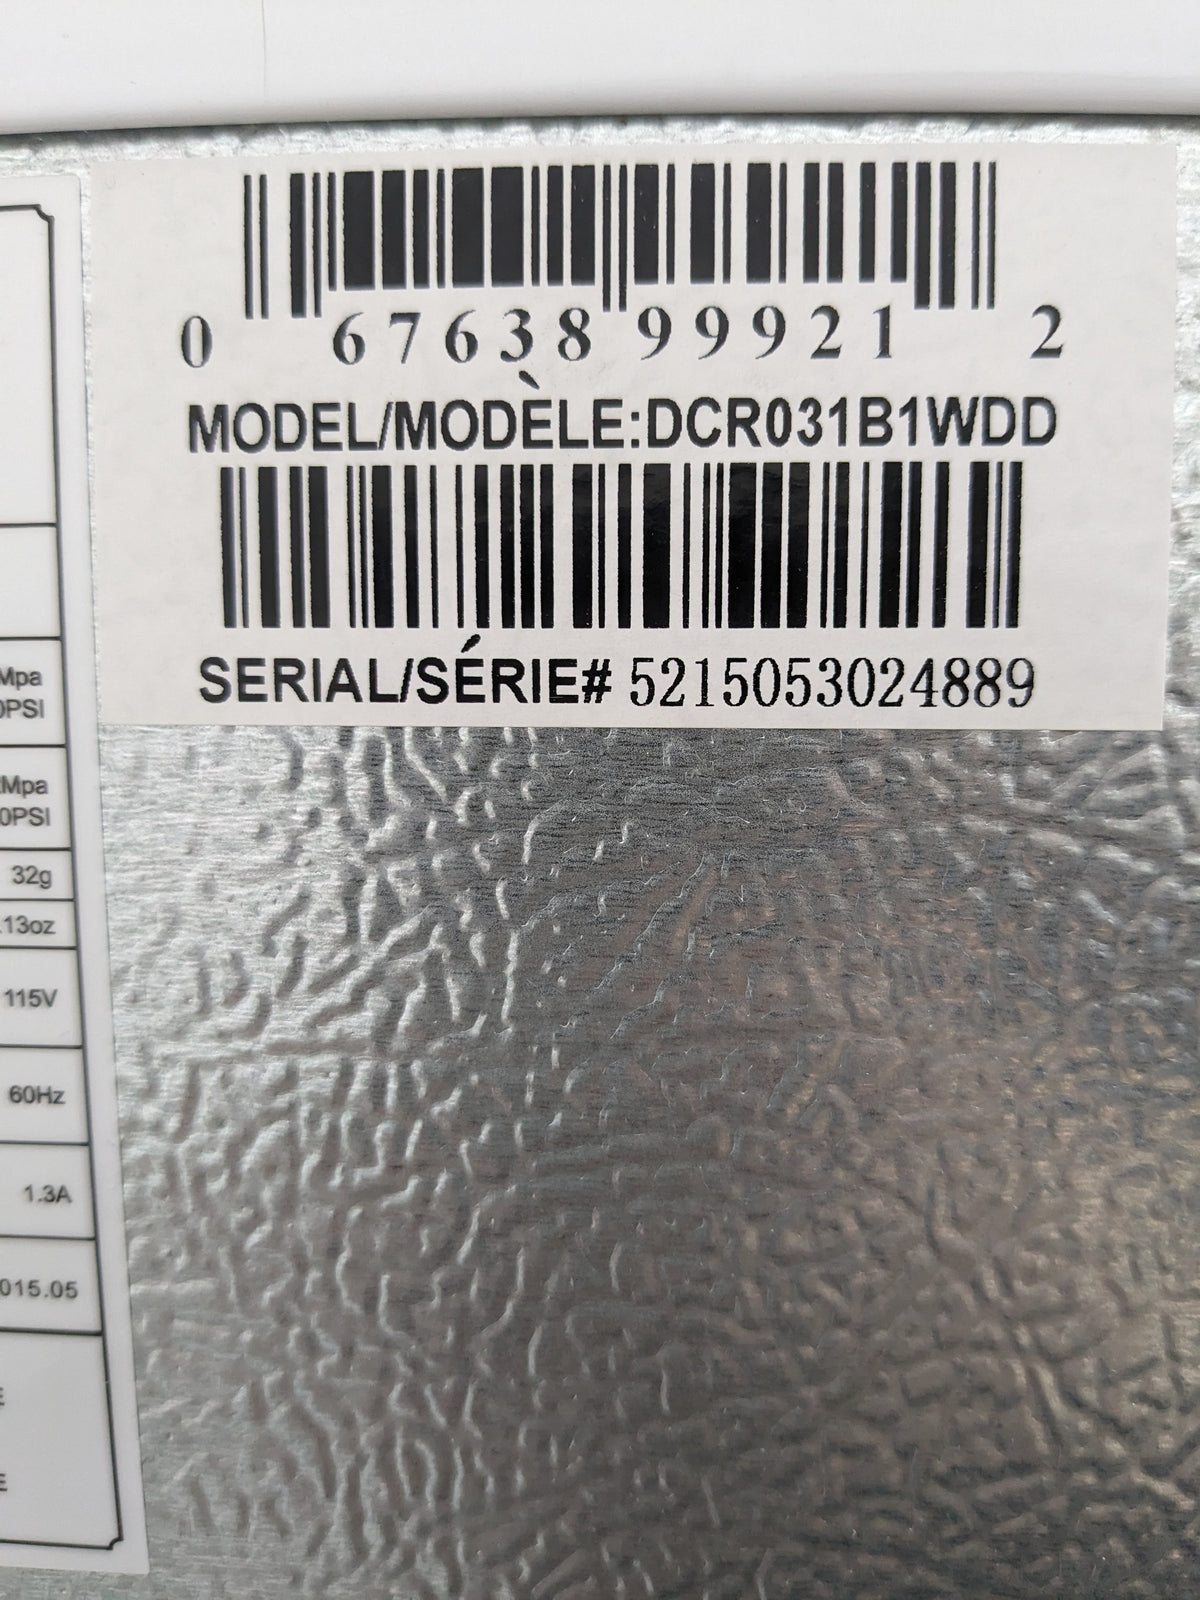 0 67638 99921 2
MODEL/MODÈLE:DCR031B1WDD
SERIAL/SÉRIE# 5215053024889
Mpa
0PSI
Mpa
0PSI
32g
.13oz
115V
60Hz
1.3A
015.05
E
E